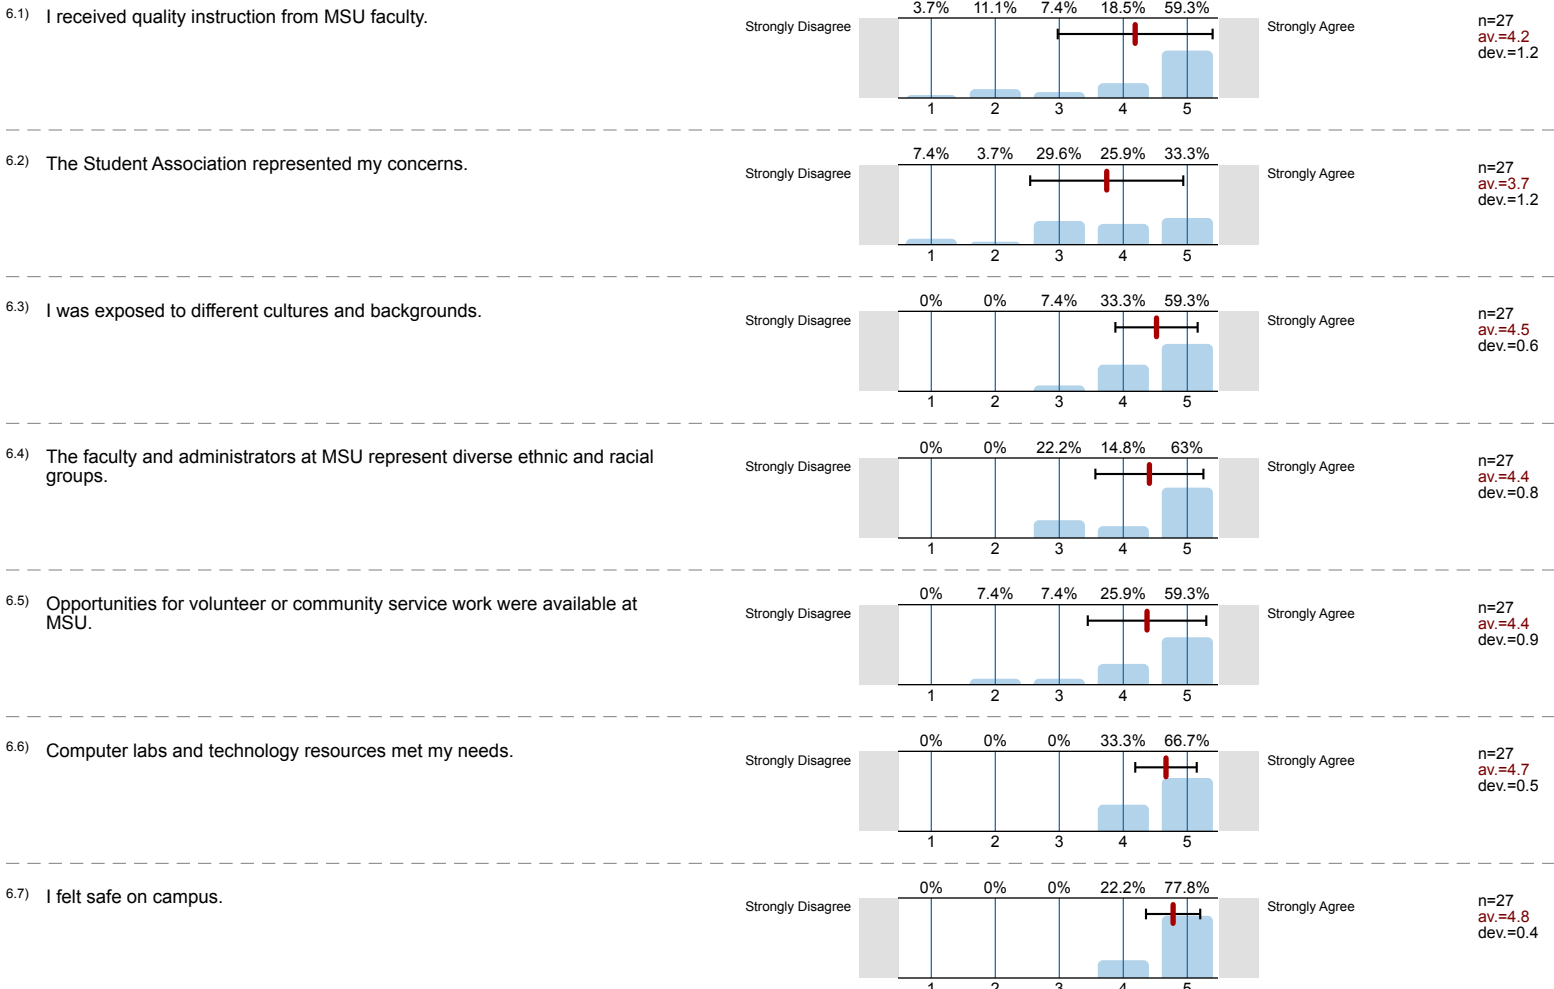 3.7% 11.1% 7.4% 18.5% 59.3%
6.1) I received quality instruction from MSU faculty.
Strongly Disagree Strongly Agree
n=27
av.=4.2
dev.=1.2
1 2 3 4 5
7.4% 3.7% 29.6% 25.9% 33.3%
6.2) The Student Association represented my concerns.
Strongly Disagree Strongly Agree
n=27
av.=3.7
dev.=1.2
1 2 3 4 5
0% 0% 7.4% 33.3% 59.3%
6.3) I was exposed to different cultures and backgrounds.
Strongly Disagree Strongly Agree
n=27
av.=4.5
dev.=0.6
1 2 3 4 5
0% 0% 22.2% 14.8% 63%
6.4) The faculty and administrators at MSU represent diverse ethnic and racial
groups.
Strongly Disagree Strongly Agree
n=27
av.=4.4
dev.=0.8
1 2 3 4 5
0% 7.4% 7.4% 25.9% 59.3%
6.5) Opportunities for volunteer or community service work were available at
MSU.
Strongly Disagree Strongly Agree
n=27
av.=4.4
dev.=0.9
1 2 3 4 5
0% 0% 0% 33.3% 66.7%
6.6) Computer labs and technology resources met my needs.
Strongly Disagree Strongly Agree
n=27
av.=4.7
dev.=0.5
1 2 3 4 5
0% 0% 0% 22.2% 77.8%
6.7) I felt safe on campus.
Strongly Disagree Strongly Agree
n=27
av.=4.8
dev.=0.4
1 2 3 4 5